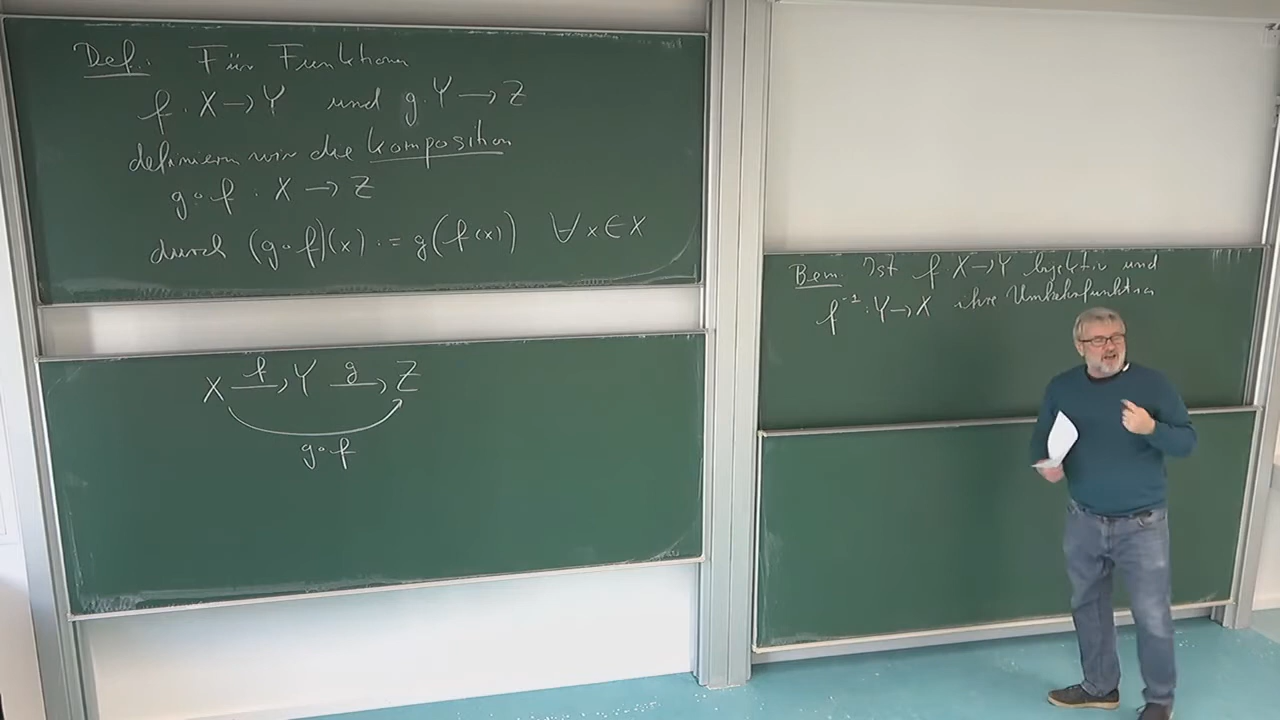 Def.: Für Funktionen
f : X → Y und g : Y → Z
definieren wir die Komposition
g∘f : X → Z
durch (g∘f)(x) := g(f(x)) ∀ x ∈ X
X f→ Y g→ Z
g∘f
Bem. Ist f : X → Y bijektiv und
f⁻¹ : Y → X ihre Umkehrfunktion